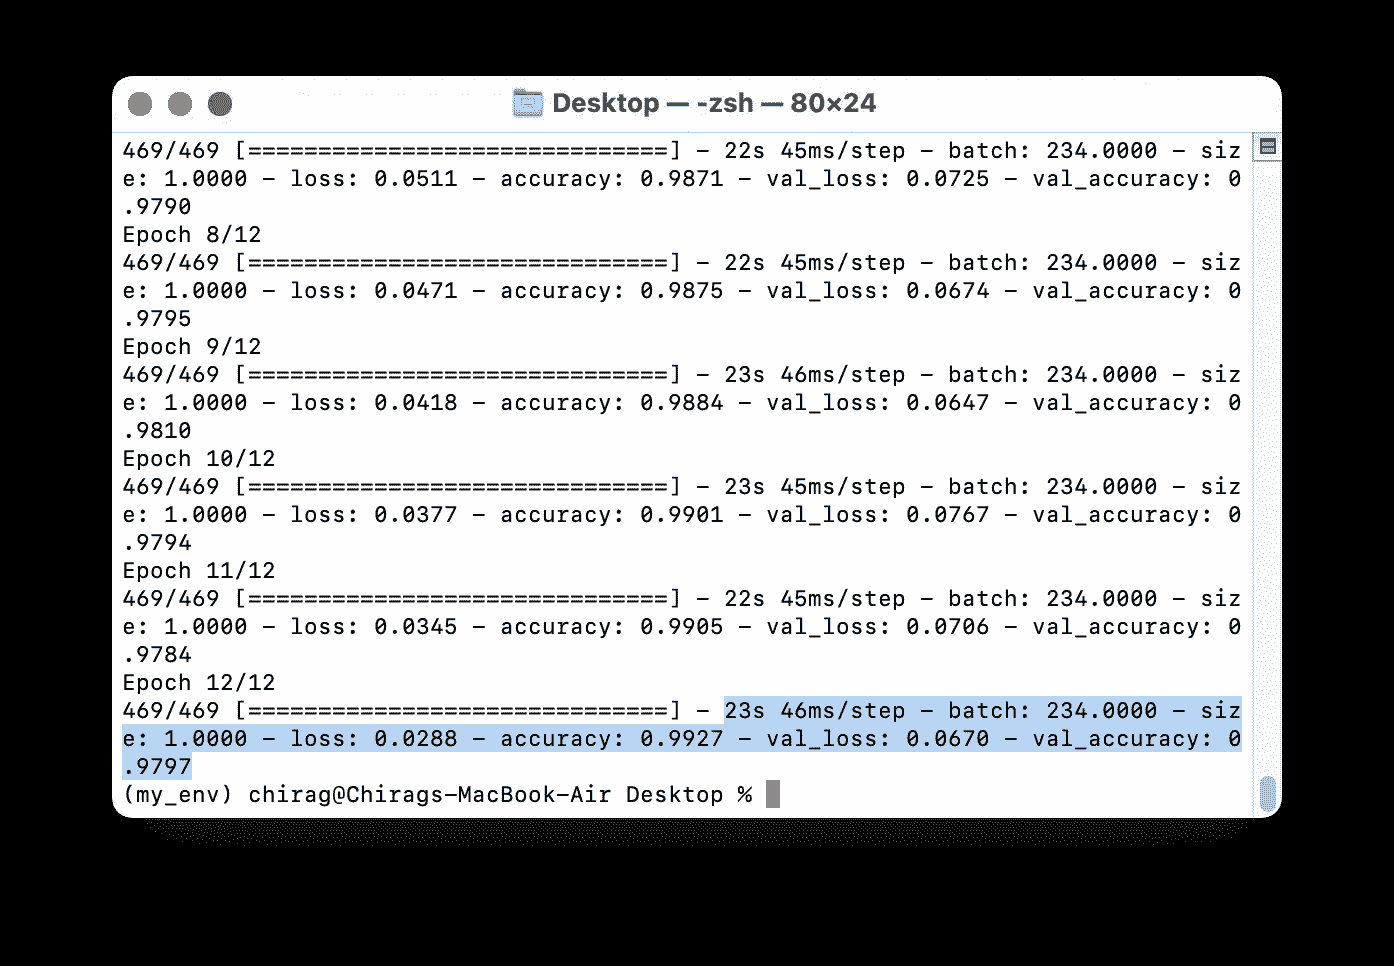 Desktop — -zsh — 80×24
469/469 [==============================] - 22s 45ms/step - batch: 234.0000 - siz
e: 1.0000 - loss: 0.0511 - accuracy: 0.9871 - val_loss: 0.0725 - val_accuracy: 0
.9790
Epoch 8/12
469/469 [==============================] - 22s 45ms/step - batch: 234.0000 - siz
e: 1.0000 - loss: 0.0471 - accuracy: 0.9875 - val_loss: 0.0674 - val_accuracy: 0
.9795
Epoch 9/12
469/469 [==============================] - 23s 46ms/step - batch: 234.0000 - siz
e: 1.0000 - loss: 0.0418 - accuracy: 0.9884 - val_loss: 0.0647 - val_accuracy: 0
.9810
Epoch 10/12
469/469 [==============================] - 23s 45ms/step - batch: 234.0000 - siz
e: 1.0000 - loss: 0.0377 - accuracy: 0.9901 - val_loss: 0.0767 - val_accuracy: 0
.9794
Epoch 11/12
469/469 [==============================] - 22s 45ms/step - batch: 234.0000 - siz
e: 1.0000 - loss: 0.0345 - accuracy: 0.9905 - val_loss: 0.0706 - val_accuracy: 0
.9784
Epoch 12/12
469/469 [==============================] - 23s 46ms/step - batch: 234.0000 - siz
e: 1.0000 - loss: 0.0288 - accuracy: 0.9927 - val_loss: 0.0670 - val_accuracy: 0
.9797
(my_env) chirag@Chirags-MacBook-Air Desktop %